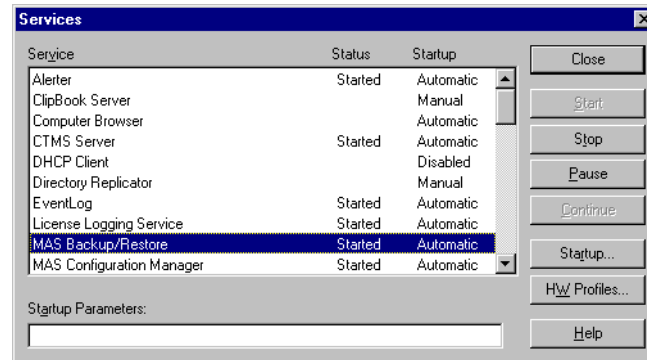 Services
Service Status Startup
Alerter Started Automatic
ClipBook Server Manual
Computer Browser Automatic
CTMS Server Started Automatic
DHCP Client Disabled
Directory Replicator Manual
EventLog Started Automatic
License Logging Service Started Automatic
MAS Backup/Restore Started Automatic
MAS Configuration Manager Started Automatic
Startup Parameters:
Close
Start
Stop
Pause
Continue
Startup...
HW Profiles...
Help